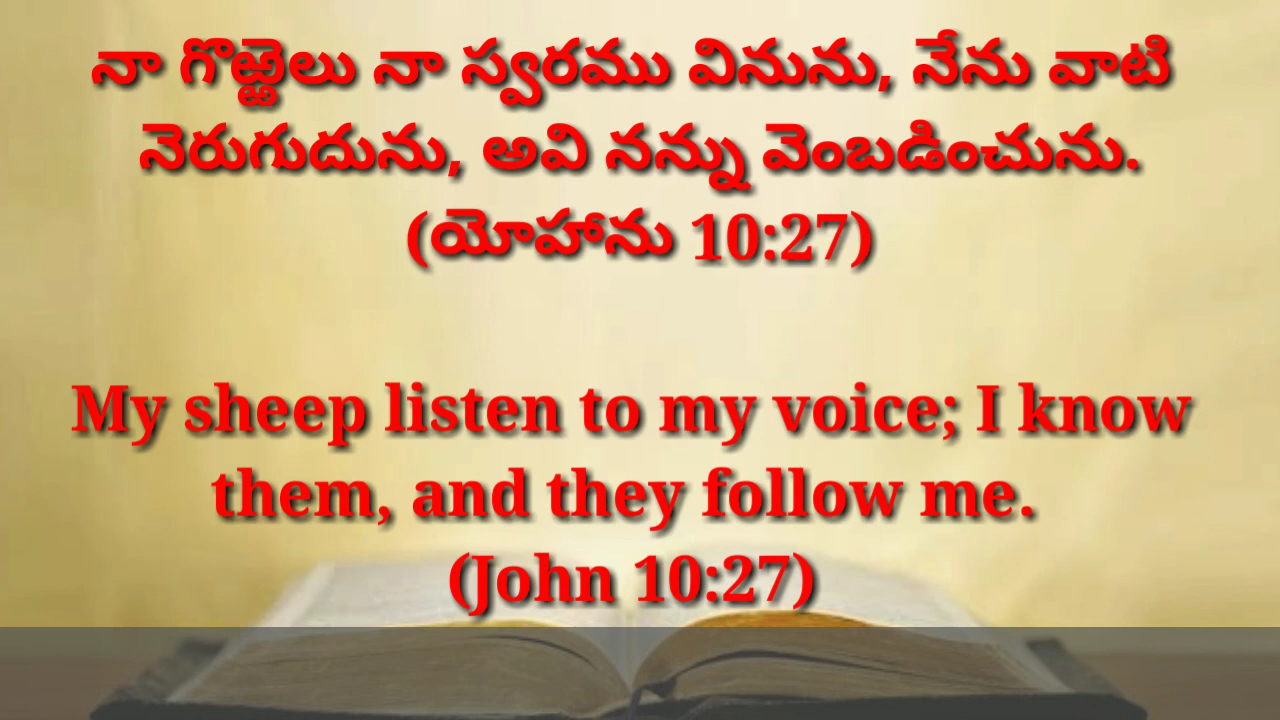 నా గొఱ్ఱెలు నా స్వరము వినును, నేను వాటి
నెరుగుదును, అవి నన్ను వెంబడించును.
(యోహాను 10:27)
My sheep listen to my voice; I know
them, and they follow me.
(John 10:27)